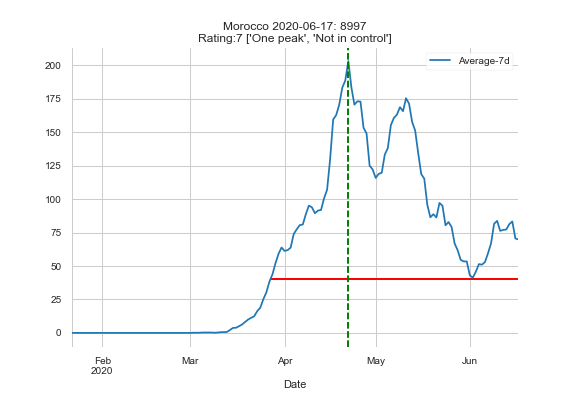 Morocco 2020-06-17: 8997
Rating:7 ['One peak', 'Not in control']
Average-7d
200
175
150
125
100
75
50
25
0
Feb
2020
Mar
Apr
May
Jun
Date